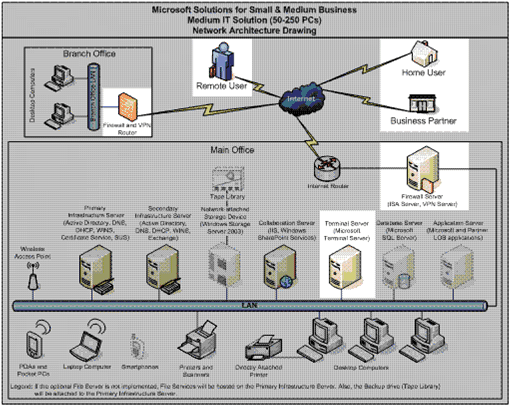 Microsoft Solutions for Small & Medium Business
Medium IT Solution (50-250 PCs)
Network Architecture Drawing
Branch Office
Desktop Computers
Branch Office LAN
Firewall and VPN
Router
Remote User
Internet
Home User
Business Partner
Main Office
Tape Library
Internet Router
Firewall Server
(ISA Server, VPN Server)
Primary
Infrastructure Server
(Active Directory, DNS,
DHCP, WINS,
Certificate Service, SUS)
Secondary
Infrastructure Server
(Active Directory,
DNS, DHCP, WINS,
Exchange)
Network attached
Storage Device
(Windows Storage
Server 2003)
Collaboration Server
(IIS, Windows
SharePoint Services)
Terminal Server
(Microsoft
Terminal Server)
Database Server
(Microsoft
SQL Server)
Application Server
(Microsoft and Partner
LOB applications)
Wireless
Access Point
LAN
PDAs and
Pocket PCs
Laptop Computer
Smartphones
Printers and
Scanners
Directly Attached
Printer
Desktop Computers
Legend: If the optional File Server is not implemented, File Services will be hosted on the Primary Infrastructure Server. Also, the Backup drive (Tape Library)
will be attached to the Primary Infrastructure Server.